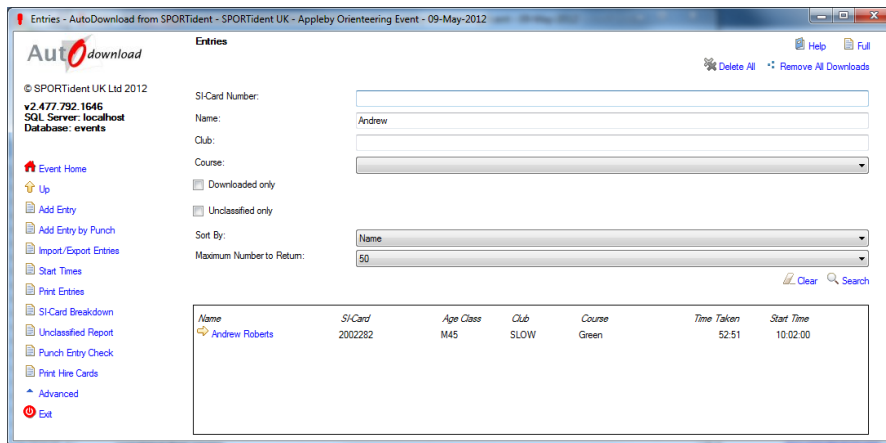 Entries - AutoDownload from SPORTident - SPORTident UK - Appleby Orienteering Event - 09-May-2012
AutOdownload
© SPORTident UK Ltd 2012
v2.477.792.1646
SQL Server: localhost
Database: events
Event Home
Up
Add Entry
Add Entry by Punch
Import/Export Entries
Start Times
Print Entries
SI-Card Breakdown
Unclassified Report
Punch Entry Check
Print Hire Cards
Advanced
Exit
Entries
Help Full
Delete All Remove All Downloads
SI-Card Number:
Name: Andrew
Club:
Course:
Downloaded only
Unclassified only
Sort By: Name
Maximum Number to Return: 50
Clear Search
Name SI-Card Age Class Club Course Time Taken Start Time
Andrew Roberts 2002282 M45 SLOW Green 52:51 10:02:00